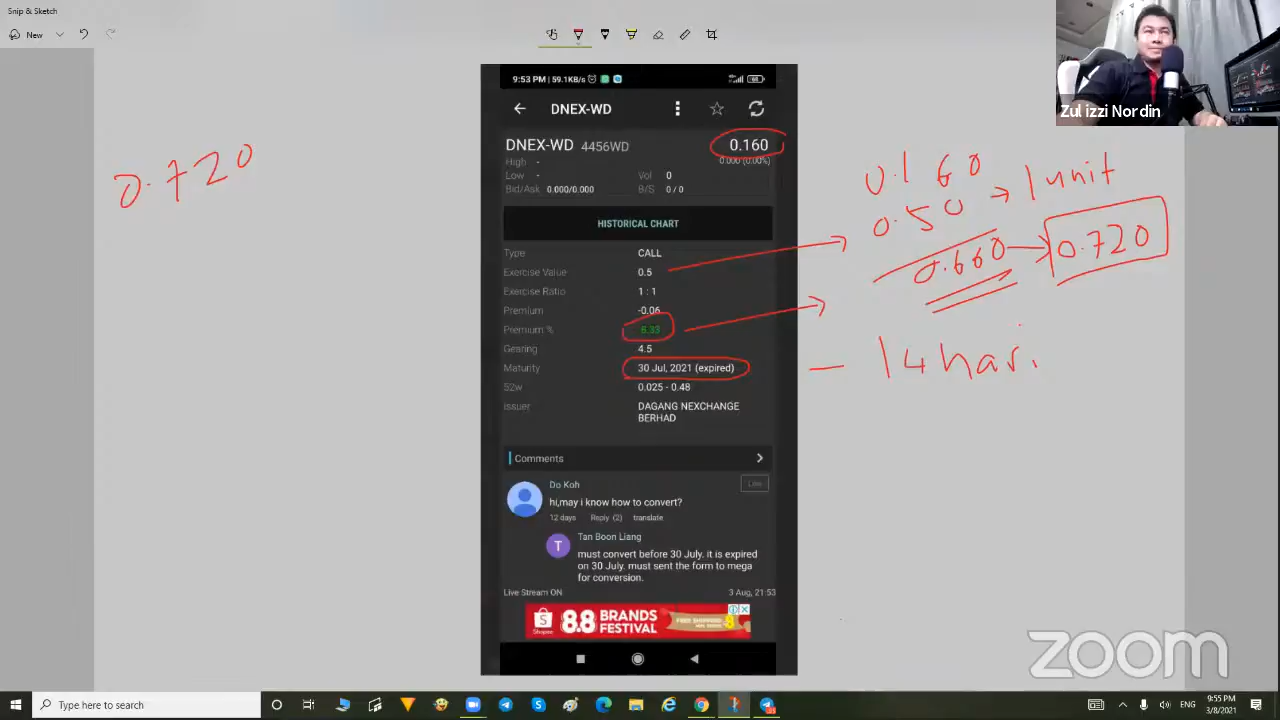 Snip & Sketch
New
Zul izzi Nordin
9:53 PM | 59.1KB/s
DNEX-WD
DNEX-WD 4456WD 0.160
0.000 (0.00%)
High -
Low - Vol 0
Bid/Ask 0.000/0.000 B/S 0 / 0
HISTORICAL CHART
Type CALL
Exercise Value 0.5
Exercise Ratio 1 : 1
Premium -0.06
Premium % -8.33
Gearing 4.5
Maturity 30 Jul, 2021 (expired)
52w 0.025 - 0.48
Issuer DAGANG NEXCHANGE
BERHAD
Comments
Do Koh
Like
hi,may i know how to convert?
12 days Reply (2) translate
T
Tan Boon Liang
must convert before 30 July. it is expired
on 30 July. must sent the form to mega
for conversion.
Live Stream ON 3 Aug, 21:53
Shopee
8.8 BRANDS
FESTIVAL
0.720
0.160
0.50 → 1 unit
0.660 → 0.720
- 14 hari
zoom
Type here to search
ENG
9:55 PM
3/8/2021